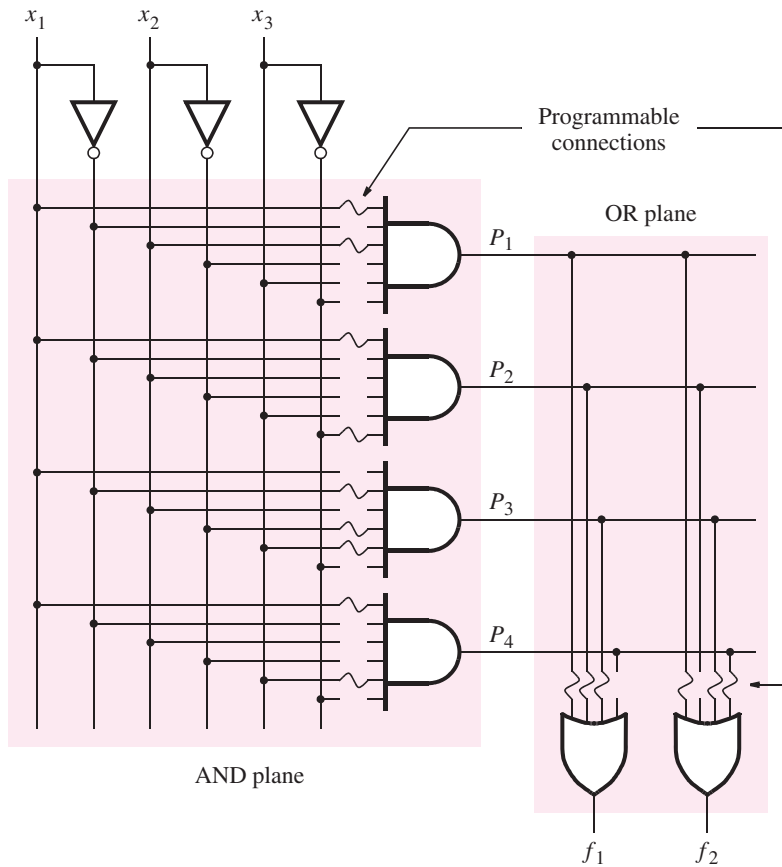 x1 x2 x3
Programmable
connections
OR plane
P1
P2
P3
P4
AND plane
f1 f2